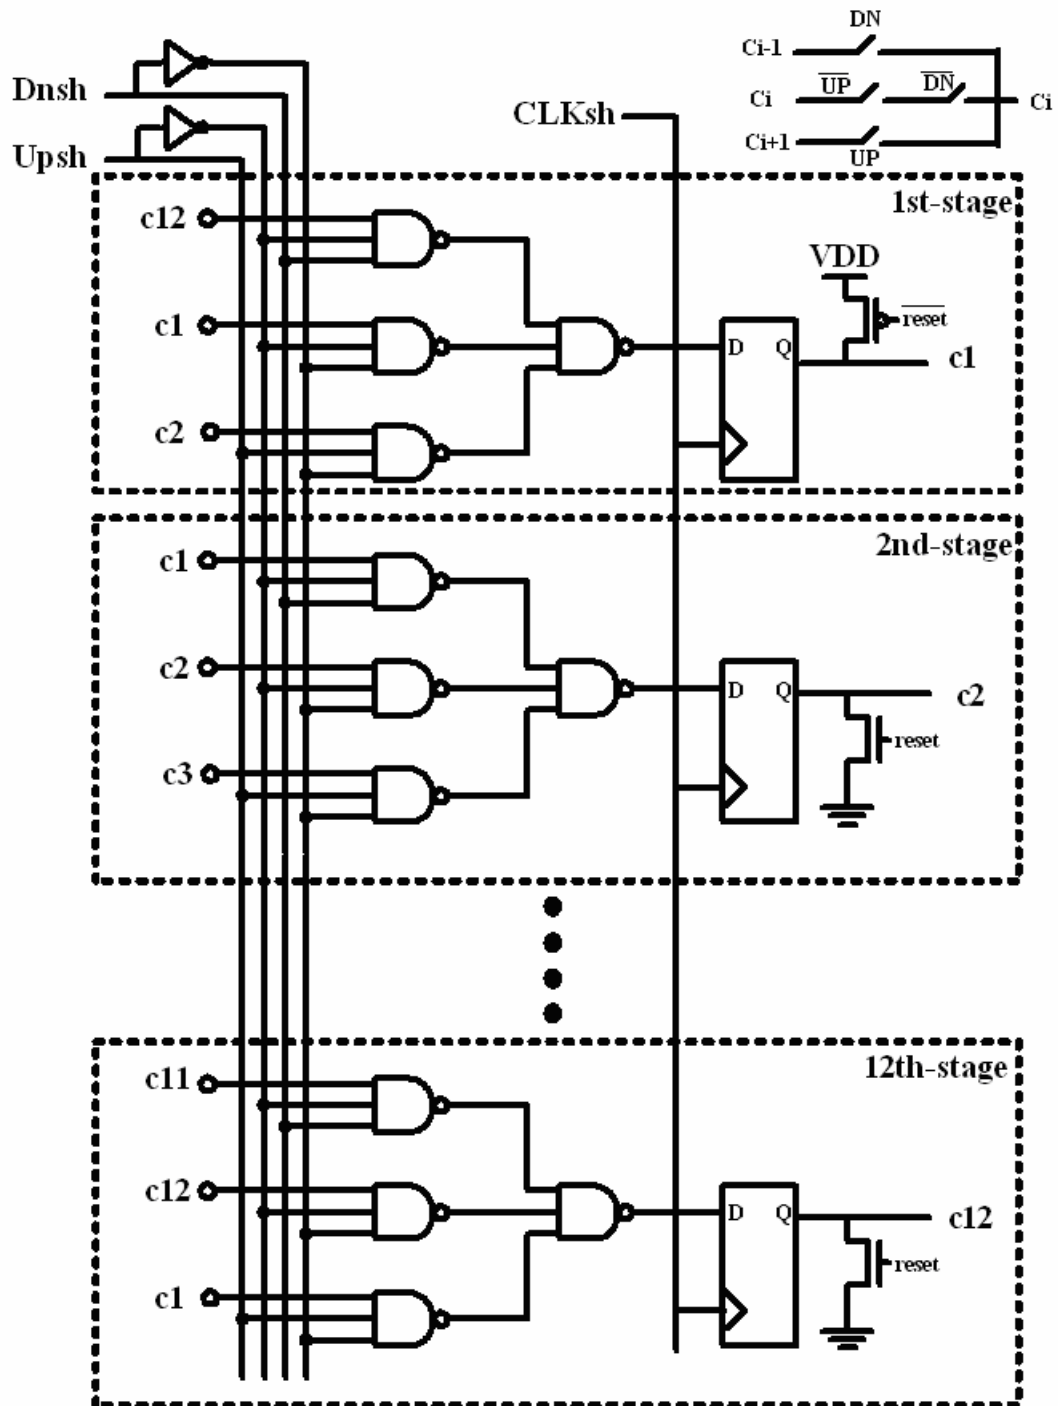 DN
Ci-1
Dnsh
UP
DN
Ci
Ci
CLKsh
Ci+1
UP
Upsh
1st-stage
c12
VDD
c1
reset
D
Q
c1
c2
2nd-stage
c1
c2
D
Q
c2
reset
c3
12th-stage
c11
c12
D
Q
c12
reset
c1